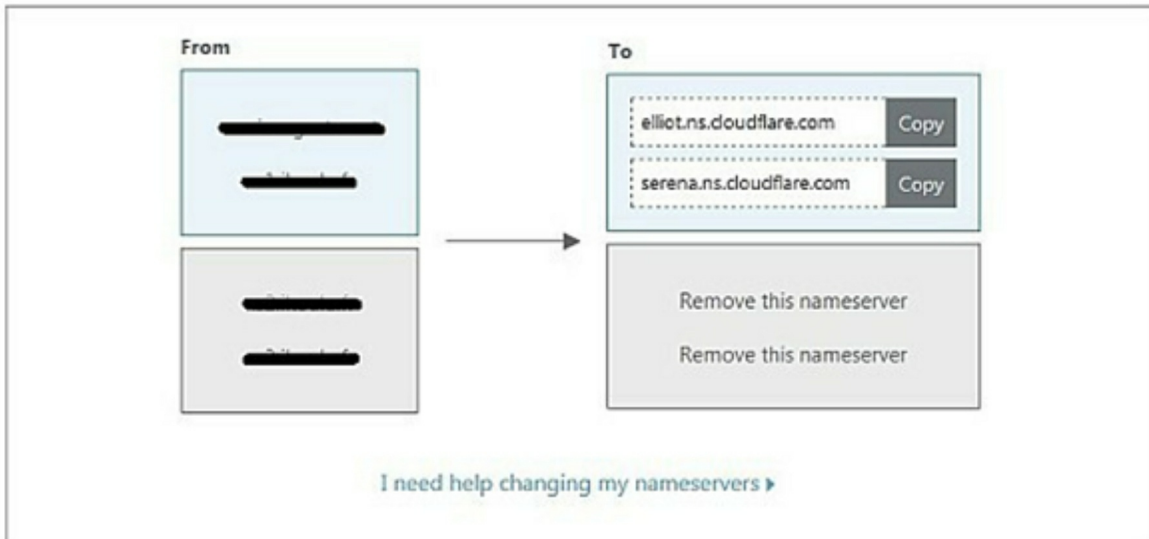 From
To
elliot.ns.cloudflare.com
Copy
serena.ns.cloudflare.com
Copy
Remove this nameserver
Remove this nameserver
I need help changing my nameservers